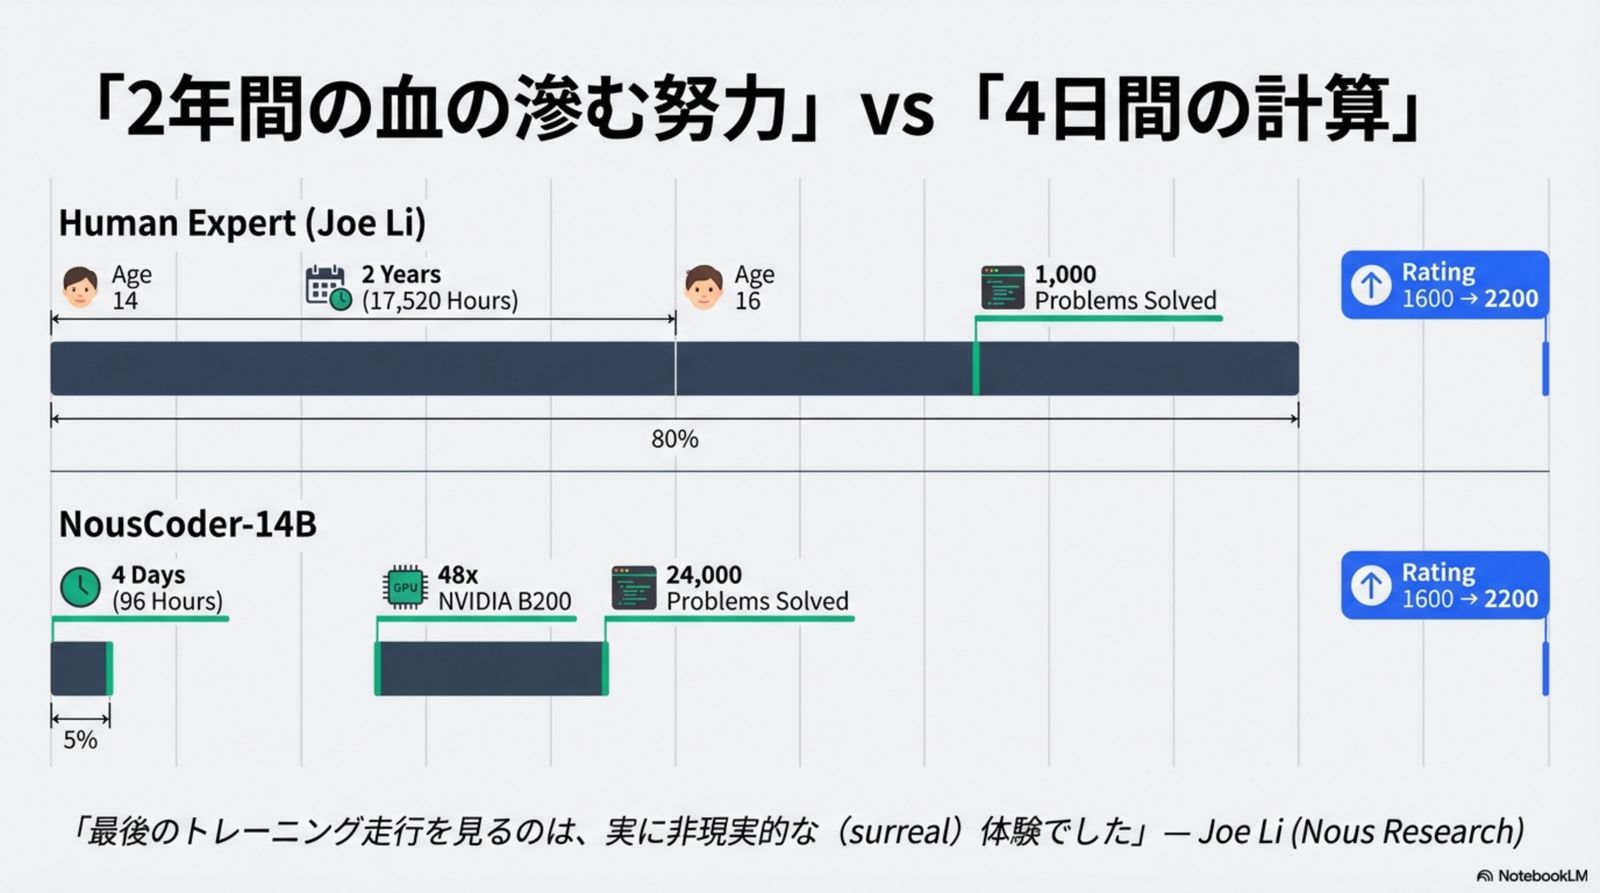 「2年間の血の滲む努力」vs「4日間の計算」
Human Expert (Joe Li)
Age
14
2 Years
(17,520 Hours)
Age
16
1,000
Problems Solved
Rating
1600 → 2200
80%
NousCoder-14B
4 Days
(96 Hours)
GPU
48x
NVIDIA B200
24,000
Problems Solved
Rating
1600 → 2200
5%
「最後のトレーニング走行を見るのは、実に非現実的な（surreal）体験でした」— Joe Li (Nous Research)
NotebookLM